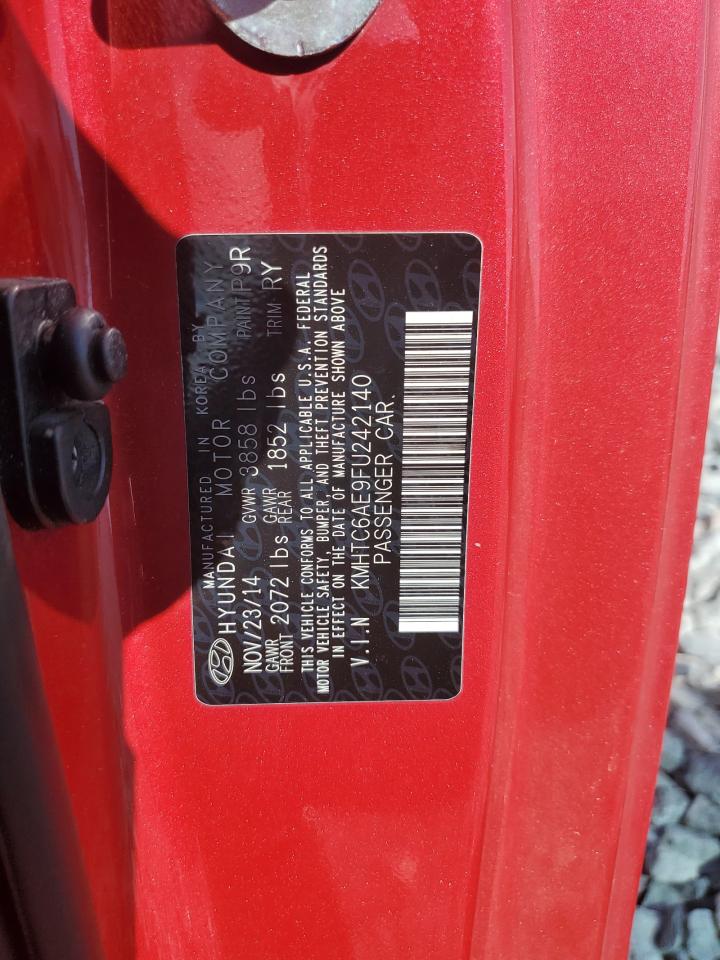 MANUFACTURED IN KOREA BY
HYUNDAI MOTOR COMPANY
NOV/23/14 GVWR 3858 lbs PAINT P9R
GAWR FRONT 2072 lbs GAWR REAR 1852 lbs TRIM RY
THIS VEHICLE CONFORMS TO ALL APPLICABLE U.S.A. FEDERAL
MOTOR VEHICLE SAFETY, BUMPER, AND THEFT PREVENTION STANDARDS
IN EFFECT ON THE DATE OF MANUFACTURE SHOWN ABOVE
V.I.N KMHTC6AE9FU242140
PASSENGER CAR.